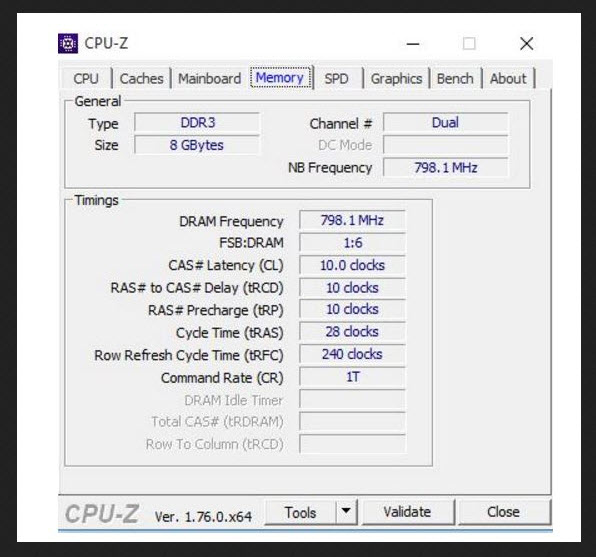 CPU-Z
CPU Caches Mainboard Memory SPD Graphics Bench About
General
Type DDR3 Channel # Dual
Size 8 GBytes DC Mode
NB Frequency 798.1 MHz
Timings
DRAM Frequency 798.1 MHz
FSB:DRAM 1:6
CAS# Latency (CL) 10.0 clocks
RAS# to CAS# Delay (tRCD) 10 clocks
RAS# Precharge (tRP) 10 clocks
Cycle Time (tRAS) 28 clocks
Row Refresh Cycle Time (tRFC) 240 clocks
Command Rate (CR) 1T
DRAM Idle Timer
Total CAS# (tRDRAM)
Row To Column (tRCD)
CPU-Z Ver. 1.76.0.x64 Tools Validate Close